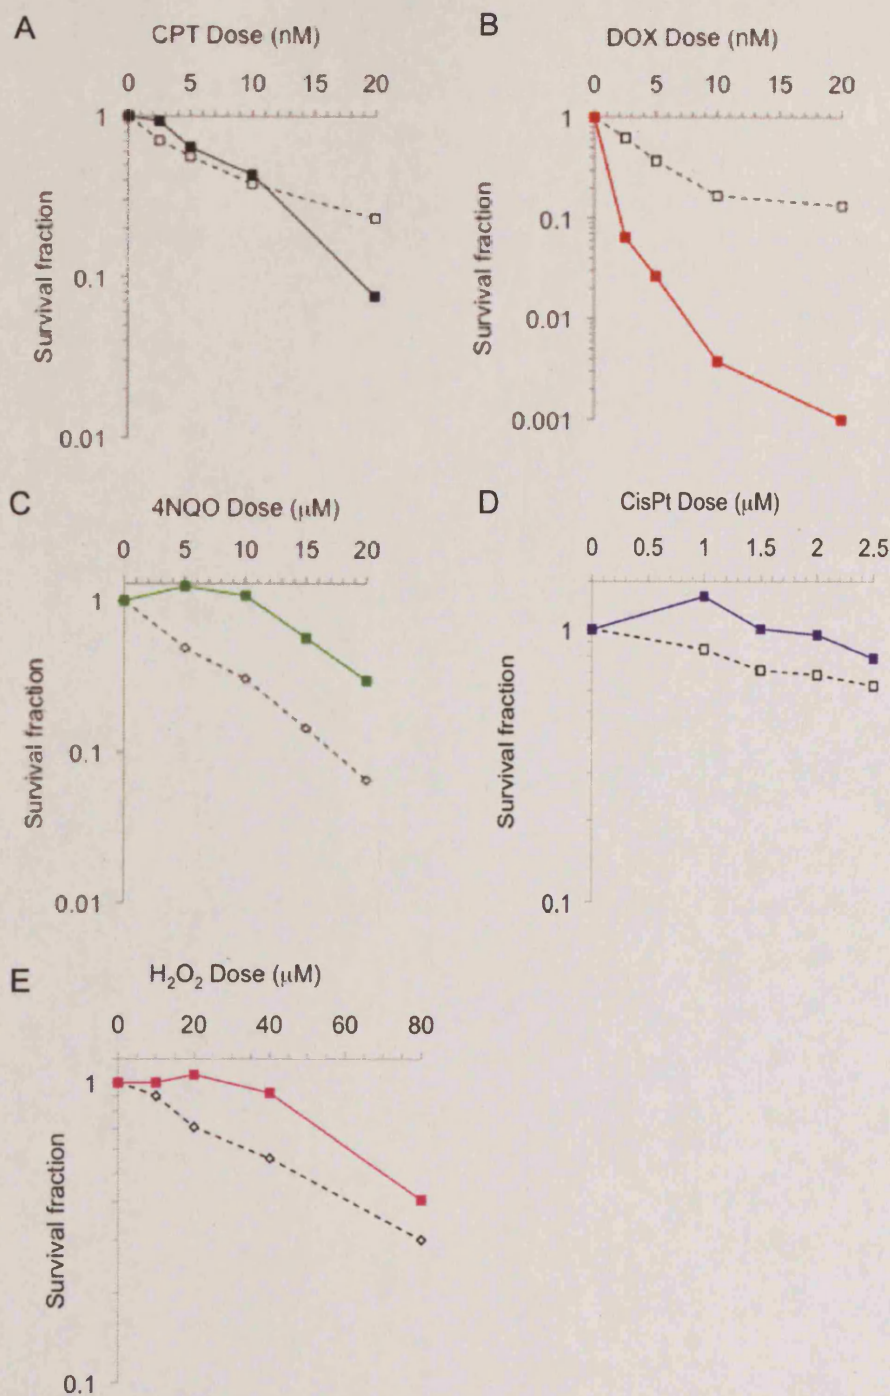 A
CPT Dose (nM)
0 5 10 15 20
1
0.1
0.01
Survival fraction
B
DOX Dose (nM)
0 5 10 20
1
0.1
0.01
0.001
Survival fraction
C
4NQO Dose (μM)
0 5 10 15 20
1
0.1
0.01
Survival fraction
D
CisPt Dose (μM)
0 0.5 1 1.5 2 2.5
1
0.1
Survival fraction
E
H₂O₂ Dose (μM)
0 20 40 60 80
1
0.1
Survival fraction